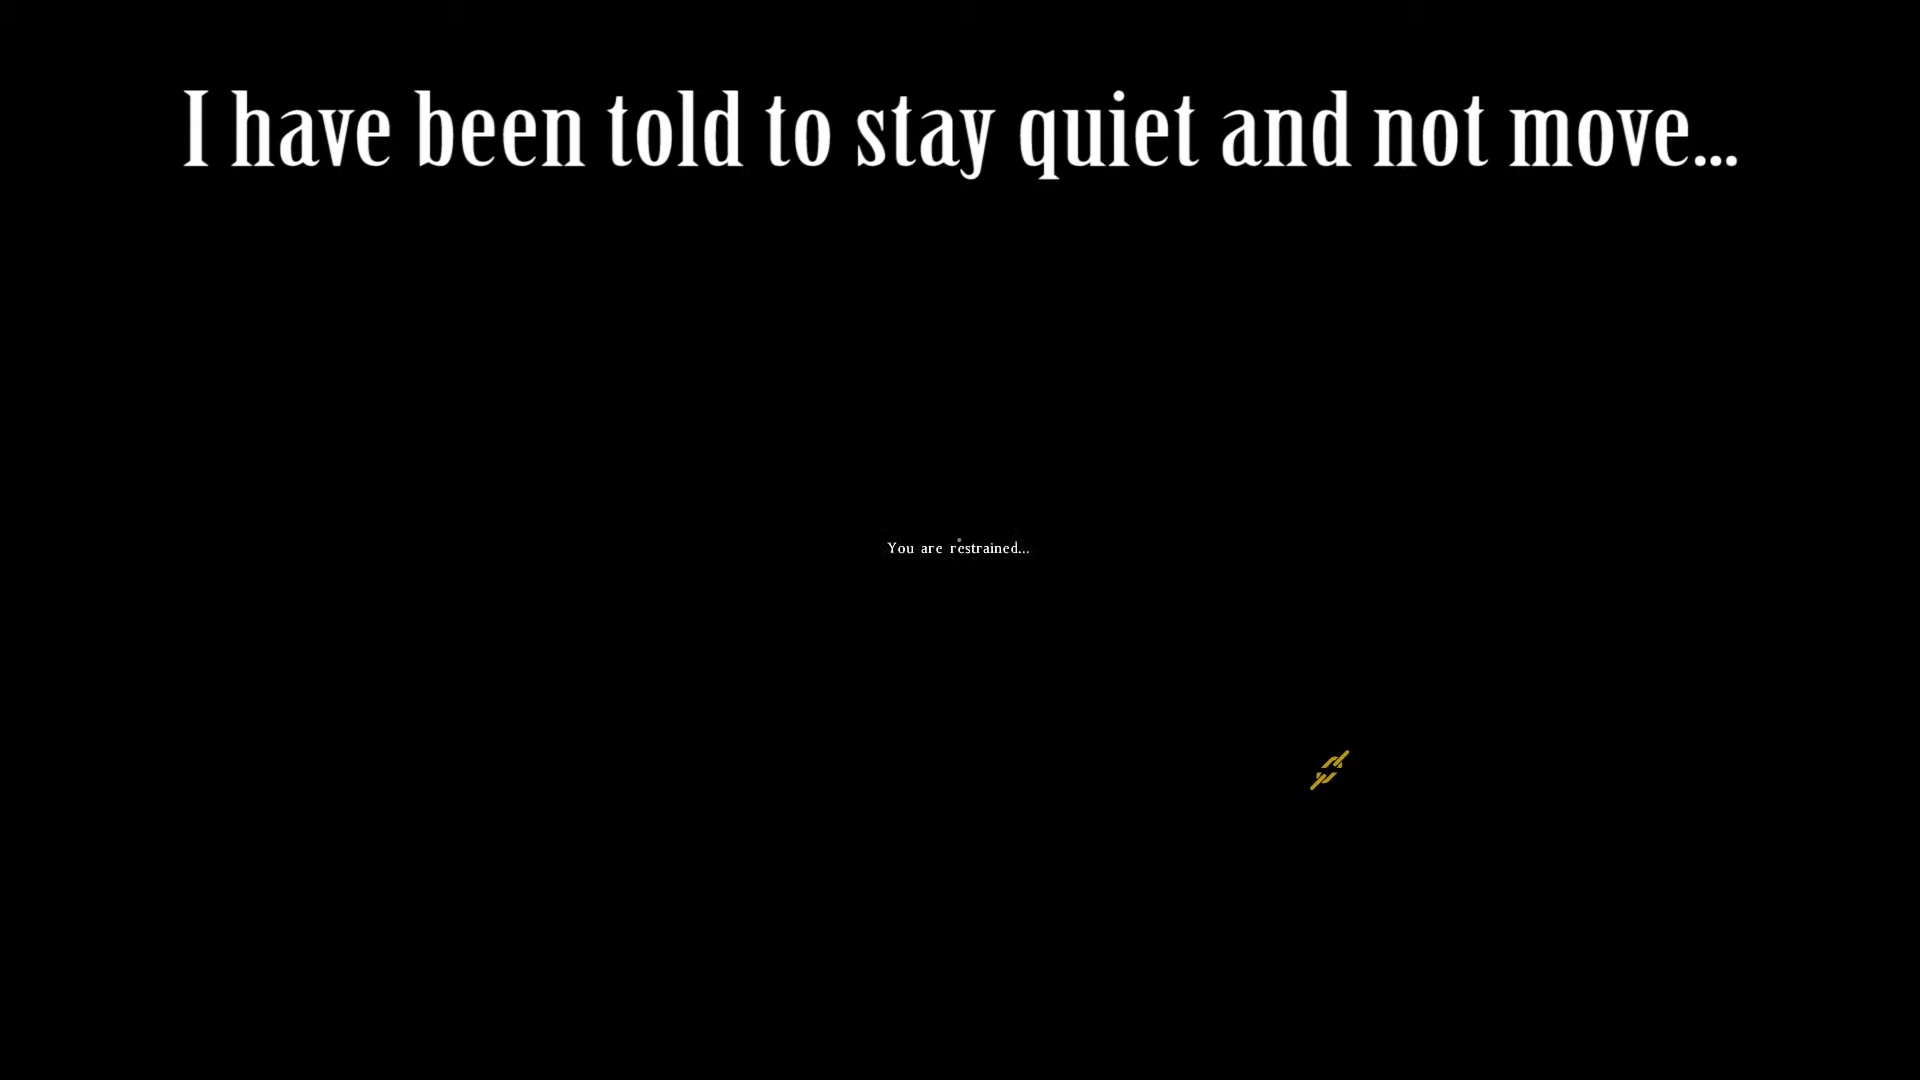 I have been told to stay quiet and not move...
You are restrained...